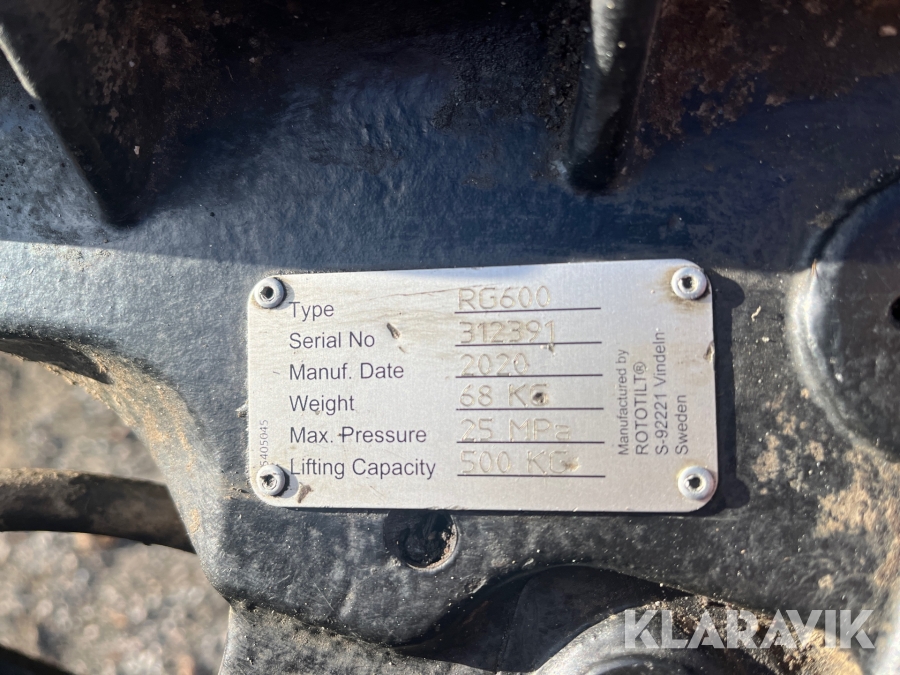 Type RG600
Serial No 312391
Manuf. Date 2020
Weight 68 KG
Max. Pressure 25 MPa
Lifting Capacity 500 KG
5405045
Manufactured by
ROTOTILT®
S-92221 Vindeln
Sweden
KLARAVIK